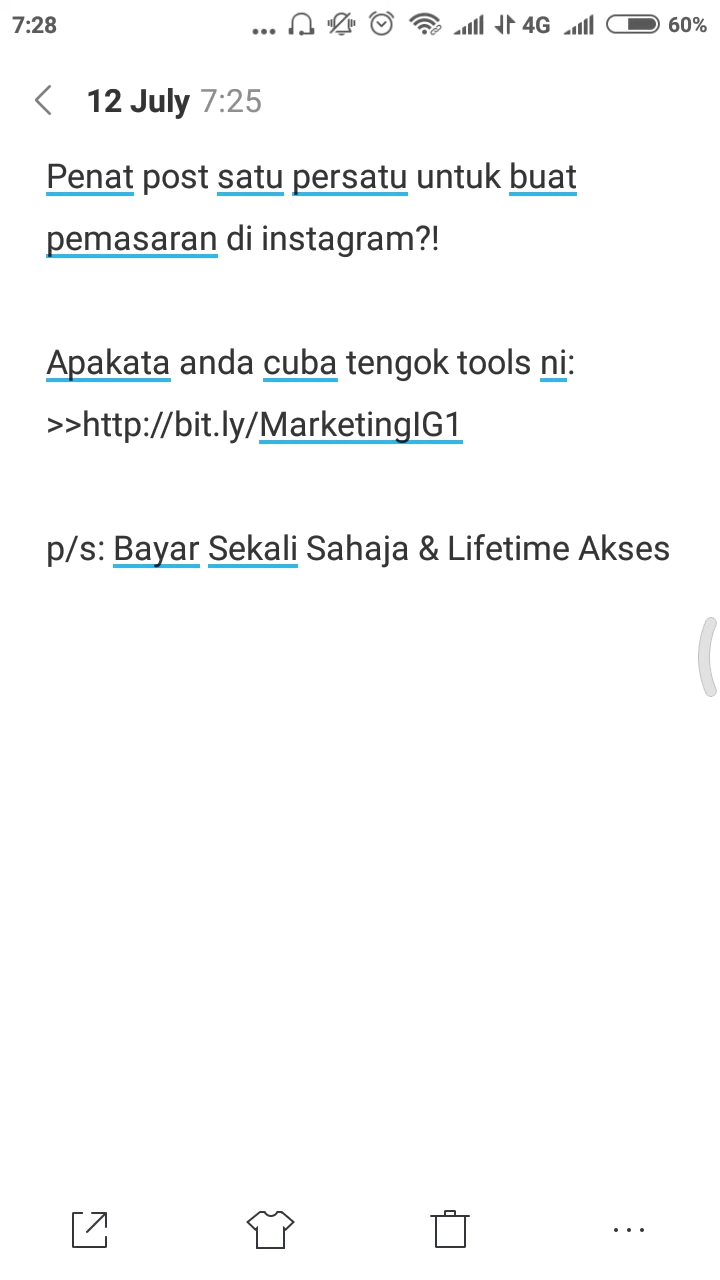 7:28
... 4G 60%
12 July 7:25
Penat post satu persatu untuk buat
pemasaran di instagram?!
Apakata anda cuba tengok tools ni:
>>http://bit.ly/MarketingIG1
p/s: Bayar Sekali Sahaja & Lifetime Akses